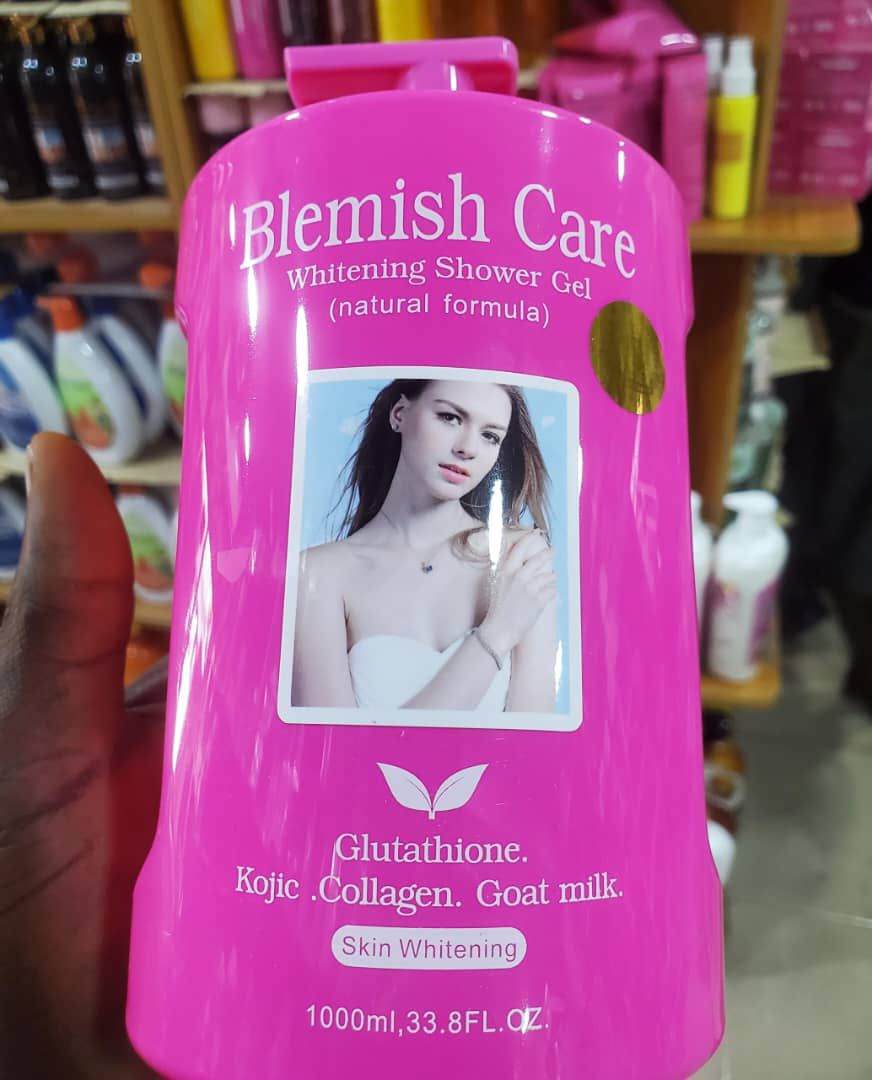 Blemish Care
Whitening Shower Gel
(natural formula)
Glutathione.
Kojic .Collagen. Goat milk.
Skin Whitening
1000ml,33.8FL.OZ.